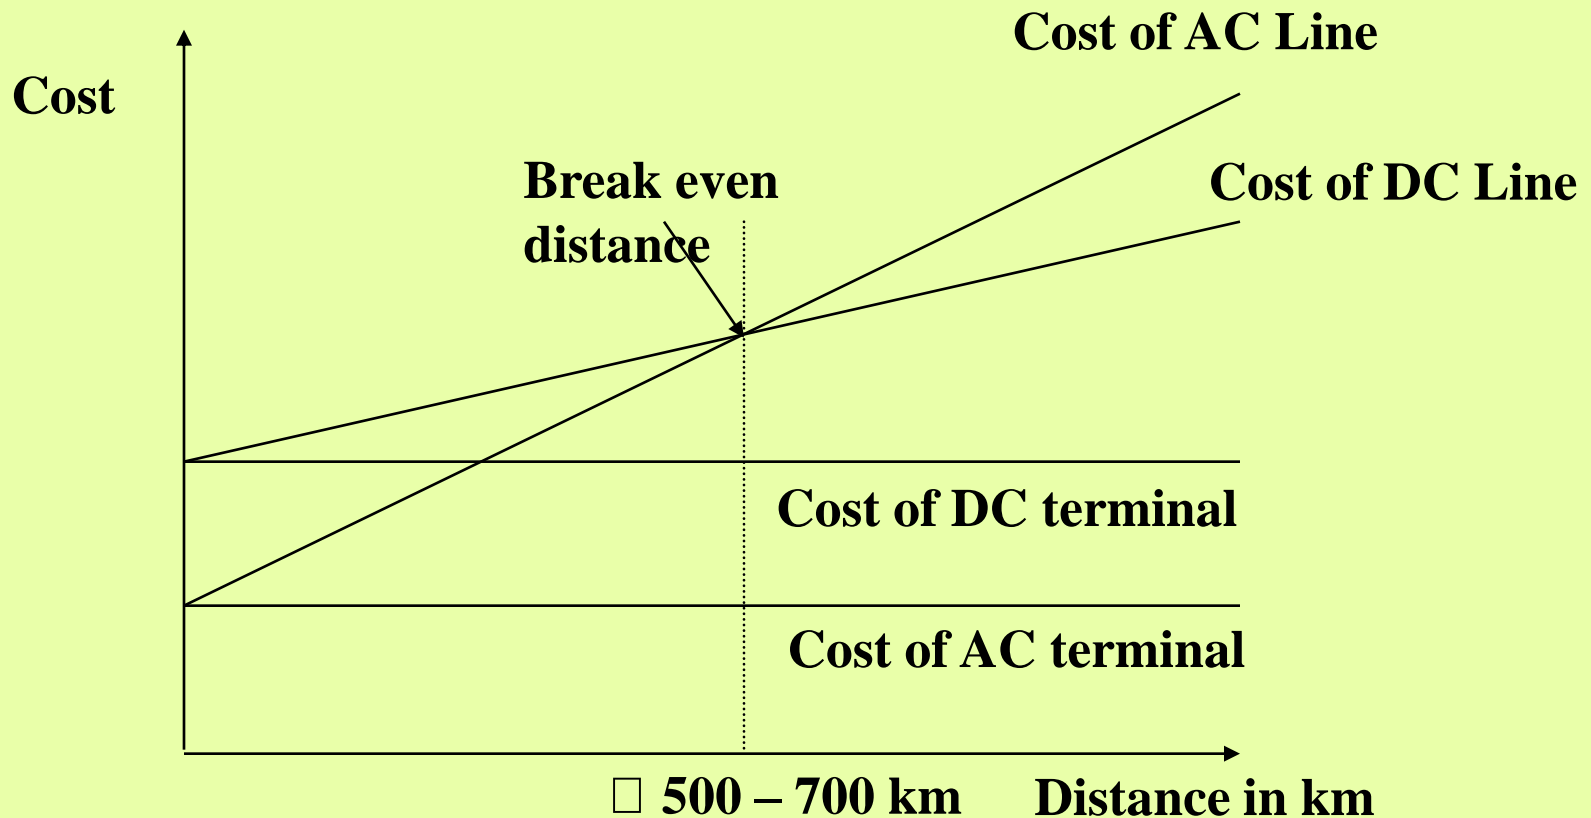 Cost of AC Line
Cost
Break even
distance
Cost of DC Line
Cost of DC terminal
Cost of AC terminal
□ 500 – 700 km
Distance in km